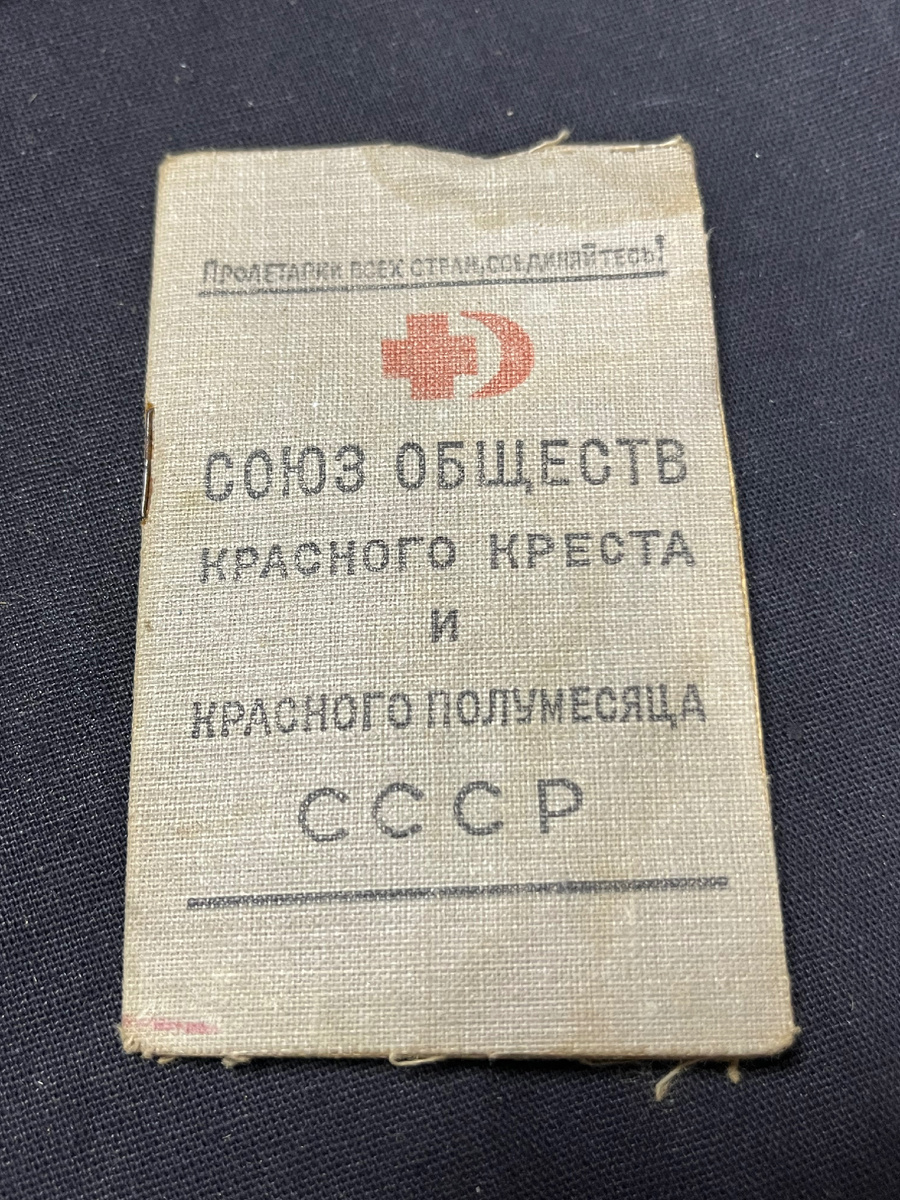 Пролетарии всех стран, соединяйтесь!
СОЮЗ ОБЩЕСТВ
КРАСНОГО КРЕСТА
И
КРАСНОГО ПОЛУМЕСЯЦА
СССР